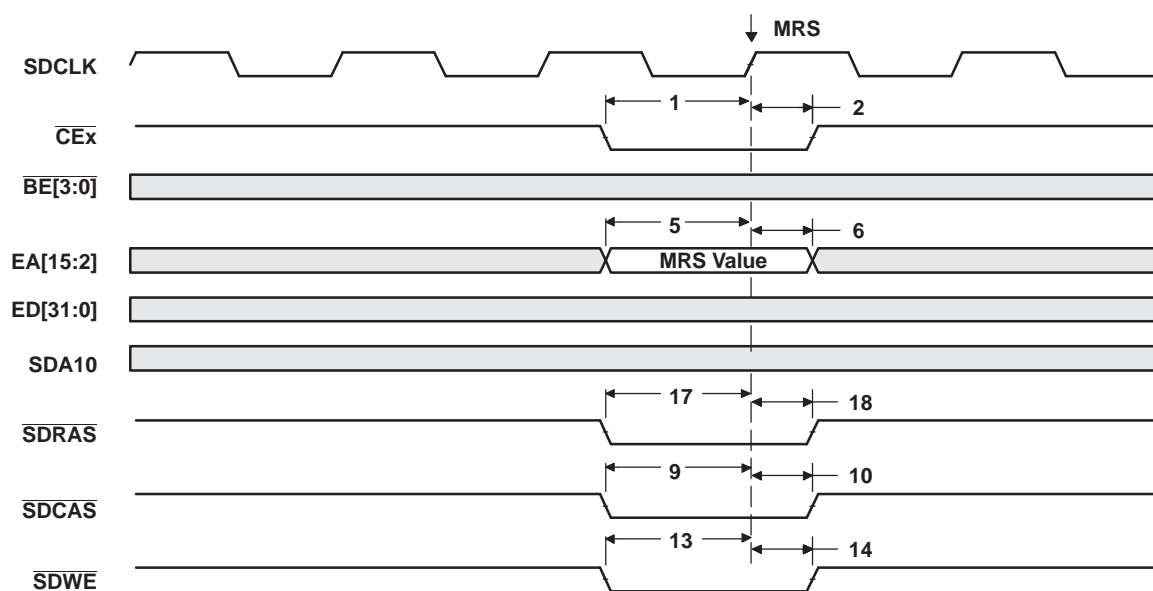 MRS
SDCLK
1 2
CEx
BE[3:0]
5 6
EA[15:2] MRS Value
ED[31:0]
SDA10
17 18
SDRAS
9 10
SDCAS
13 14
SDWE